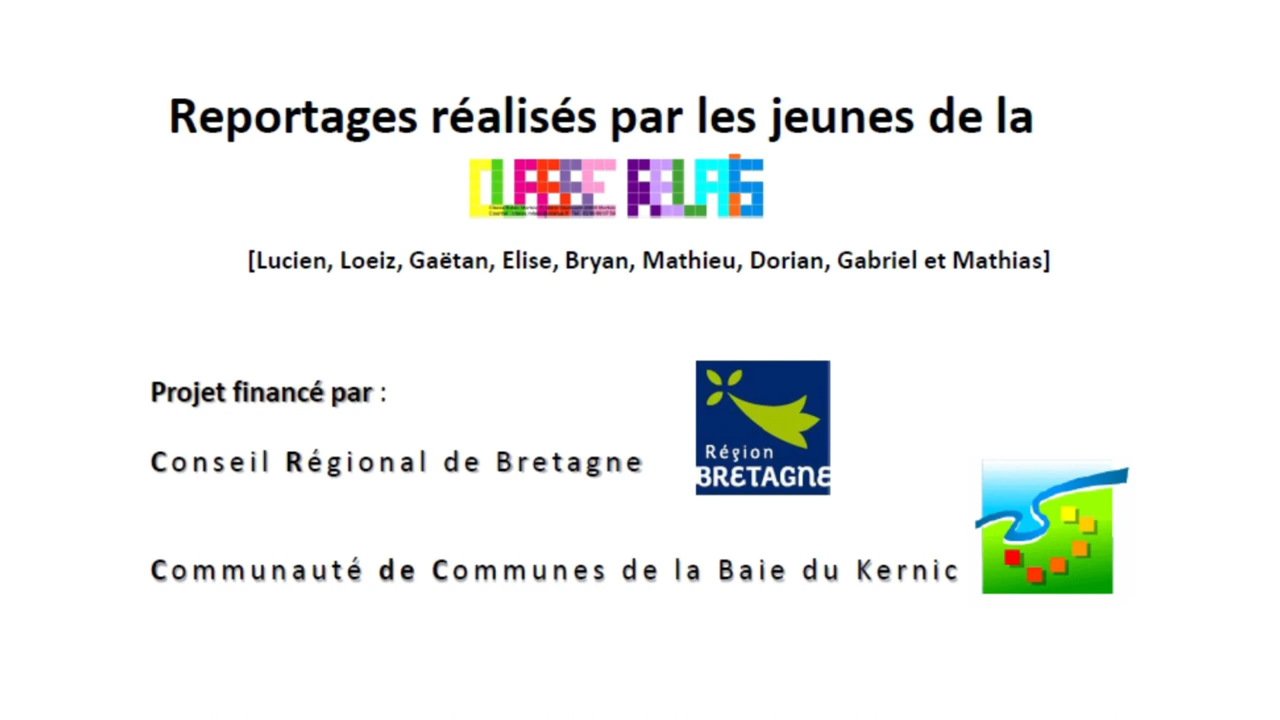 Reportages réalisés par les jeunes de la
CLASSE RELAIS
[Lucien, Loeiz, Gaëtan, Elise, Bryan, Mathieu, Dorian, Gabriel et Mathias]
Projet financé par :
Conseil Régional de Bretagne
Région
BRETAGNE
Communauté de Communes de la Baie du Kernic